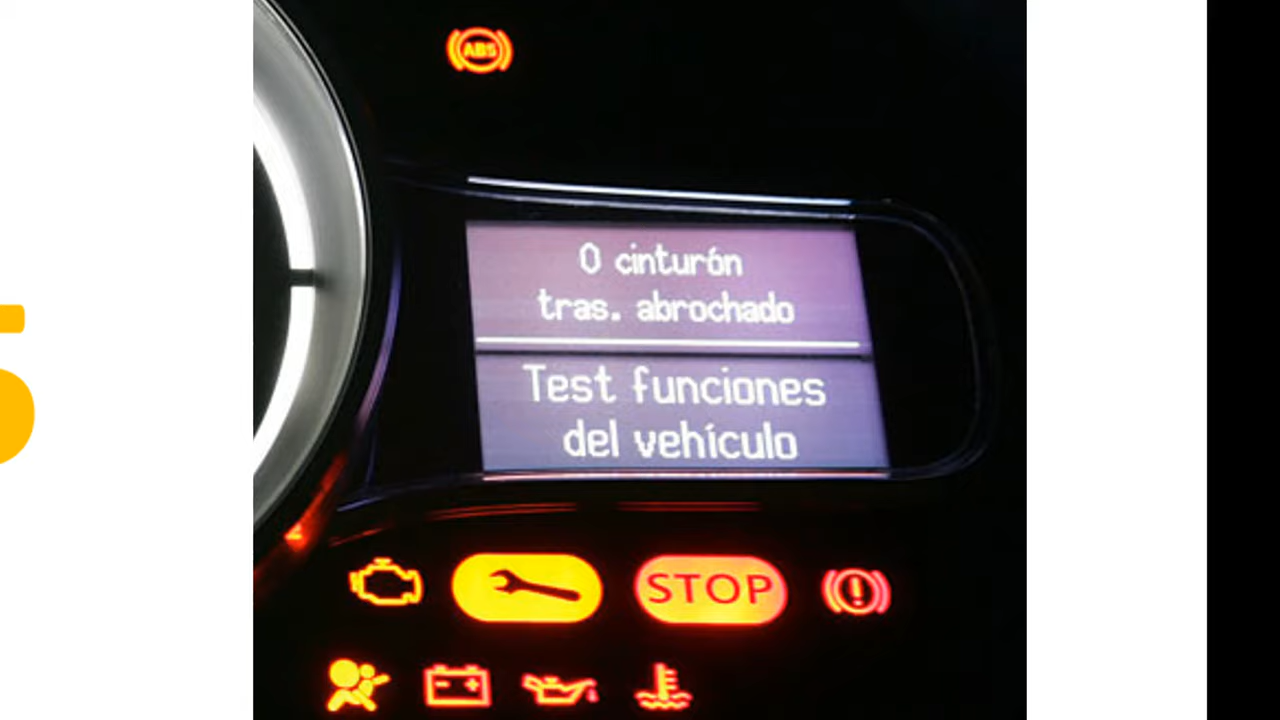 ABS
0 cinturón
tras. abrochado
Test funciones
del vehículo
STOP